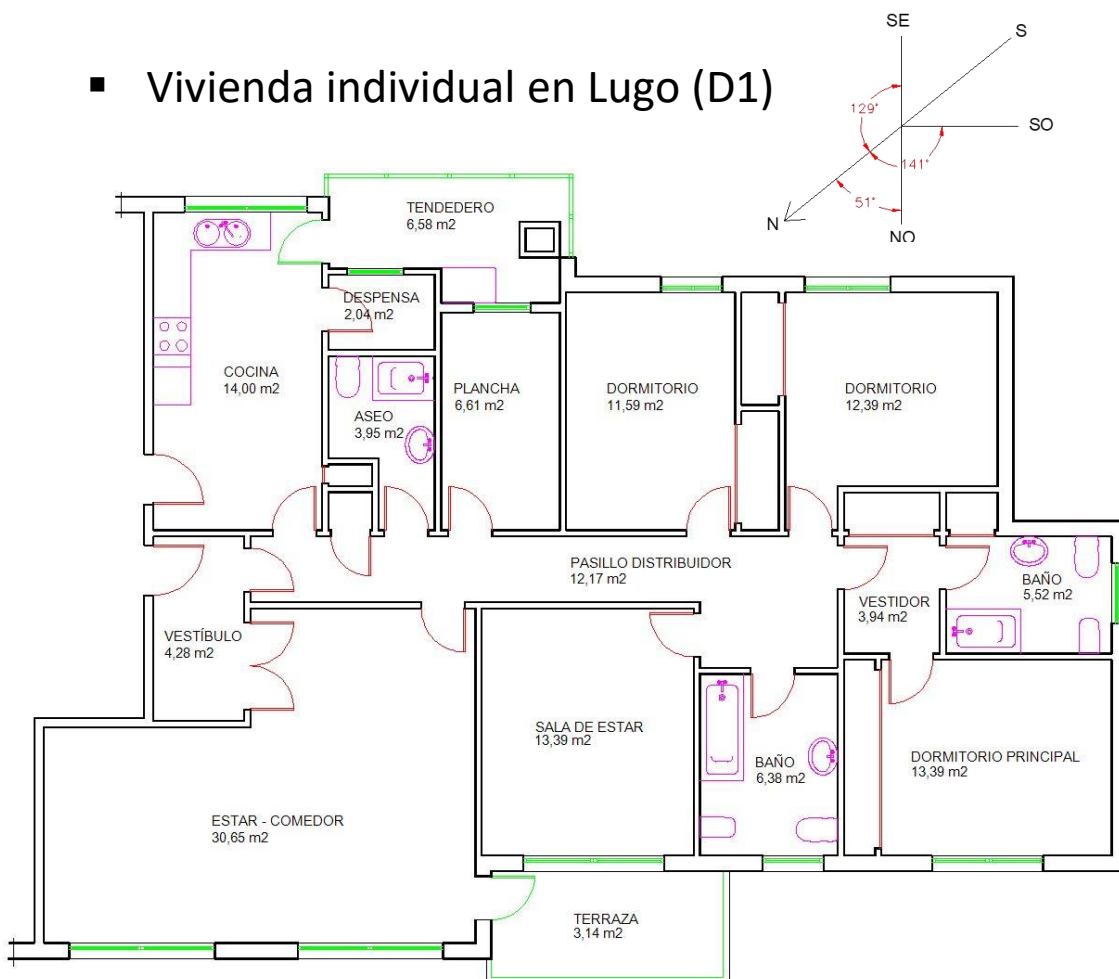 ▪ Vivienda individual en Lugo (D1)
SE
S
129°
SO
141°
51°
N
NO
TENDEDERO
6,58 m2
DESPENSA
2,04 m2
COCINA
14,00 m2
ASEO
3,95 m2
PLANCHA
6,61 m2
DORMITORIO
11,59 m2
DORMITORIO
12,39 m2
PASILLO DISTRIBUIDOR
12,17 m2
BAÑO
5,52 m2
VESTIDOR
3,94 m2
VESTÍBULO
4,28 m2
SALA DE ESTAR
13,39 m2
BAÑO
6,38 m2
DORMITORIO PRINCIPAL
13,39 m2
ESTAR - COMEDOR
30,65 m2
TERRAZA
3,14 m2